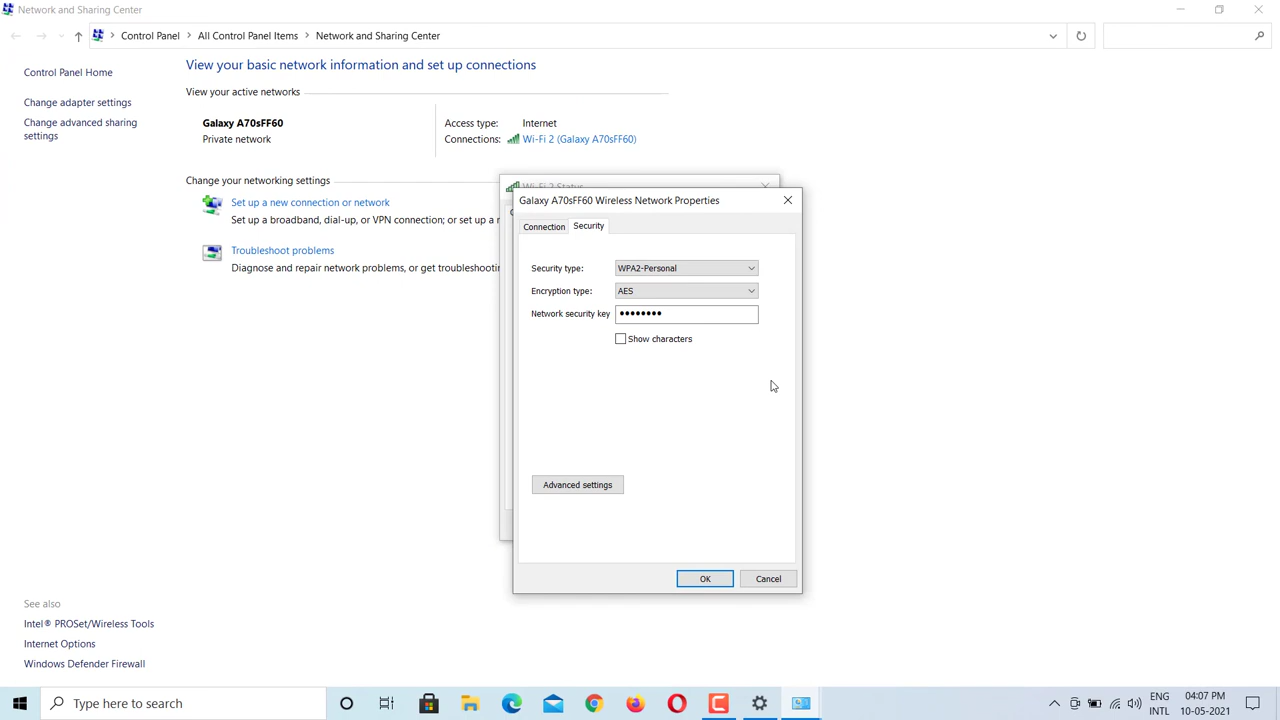 Network and Sharing Center
Control Panel > All Control Panel Items > Network and Sharing Center
Control Panel Home
Change adapter settings
Change advanced sharing
settings
View your basic network information and set up connections
View your active networks
Galaxy A70sFF60
Private network
Access type: Internet
Connections: Wi-Fi 2 (Galaxy A70sFF60)
Change your networking settings
Set up a new connection or network
Set up a broadband, dial-up, or VPN connection; or set up a r
Troubleshoot problems
Diagnose and repair network problems, or get troubleshootin
Wi-Fi 2 Status
Galaxy A70sFF60 Wireless Network Properties
Connection Security
Security type: WPA2-Personal
Encryption type: AES
Network security key ••••••••
Show characters
Advanced settings
OK Cancel
See also
Intel® PROSet/Wireless Tools
Internet Options
Windows Defender Firewall
Type here to search
ENG
INTL
04:07 PM
10-05-2021